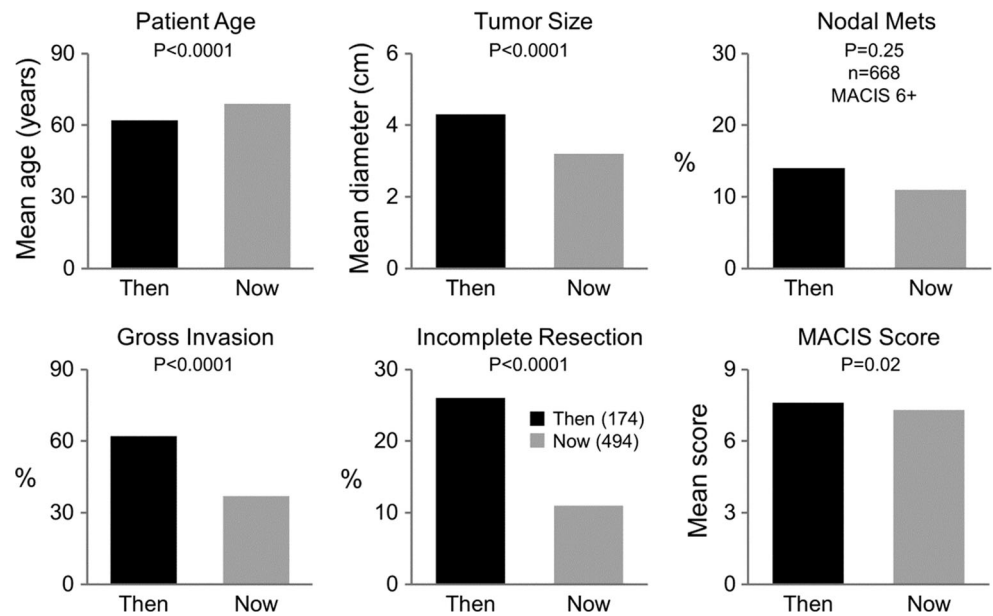 Patient Age
P<0.0001
Mean age (years)
90
60
30
0
Then Now
Tumor Size
P<0.0001
Mean diameter (cm)
6
4
2
0
Then Now
Nodal Mets
P=0.25
n=668
MACIS 6+
%
30
20
10
0
Then Now
Gross Invasion
P<0.0001
%
90
60
30
0
Then Now
Incomplete Resection
P<0.0001
%
30
20
10
0
Then (174)
Now (494)
Then Now
MACIS Score
P=0.02
Mean score
9
6
3
0
Then Now